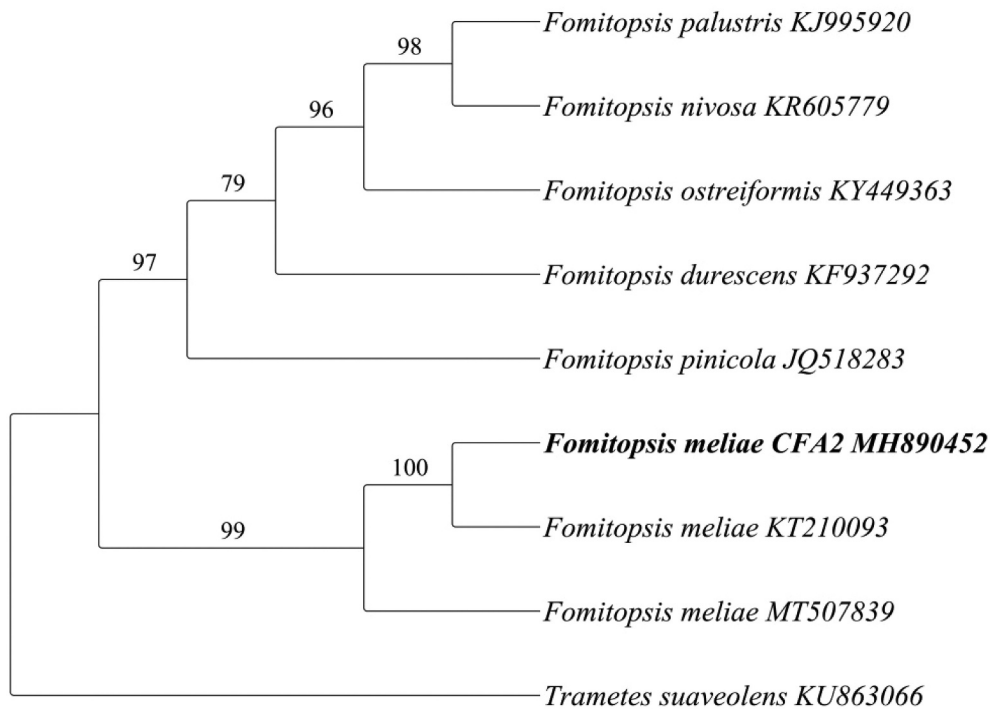 Fomitopsis palustris KJ995920
98
Fomitopsis nivosa KR605779
96
Fomitopsis ostreiformis KY449363
79
Fomitopsis durescens KF937292
97
Fomitopsis pinicola JQ518283
Fomitopsis meliae CFA2 MH890452
100
Fomitopsis meliae KT210093
99
Fomitopsis meliae MT507839
Trametes suaveolens KU863066